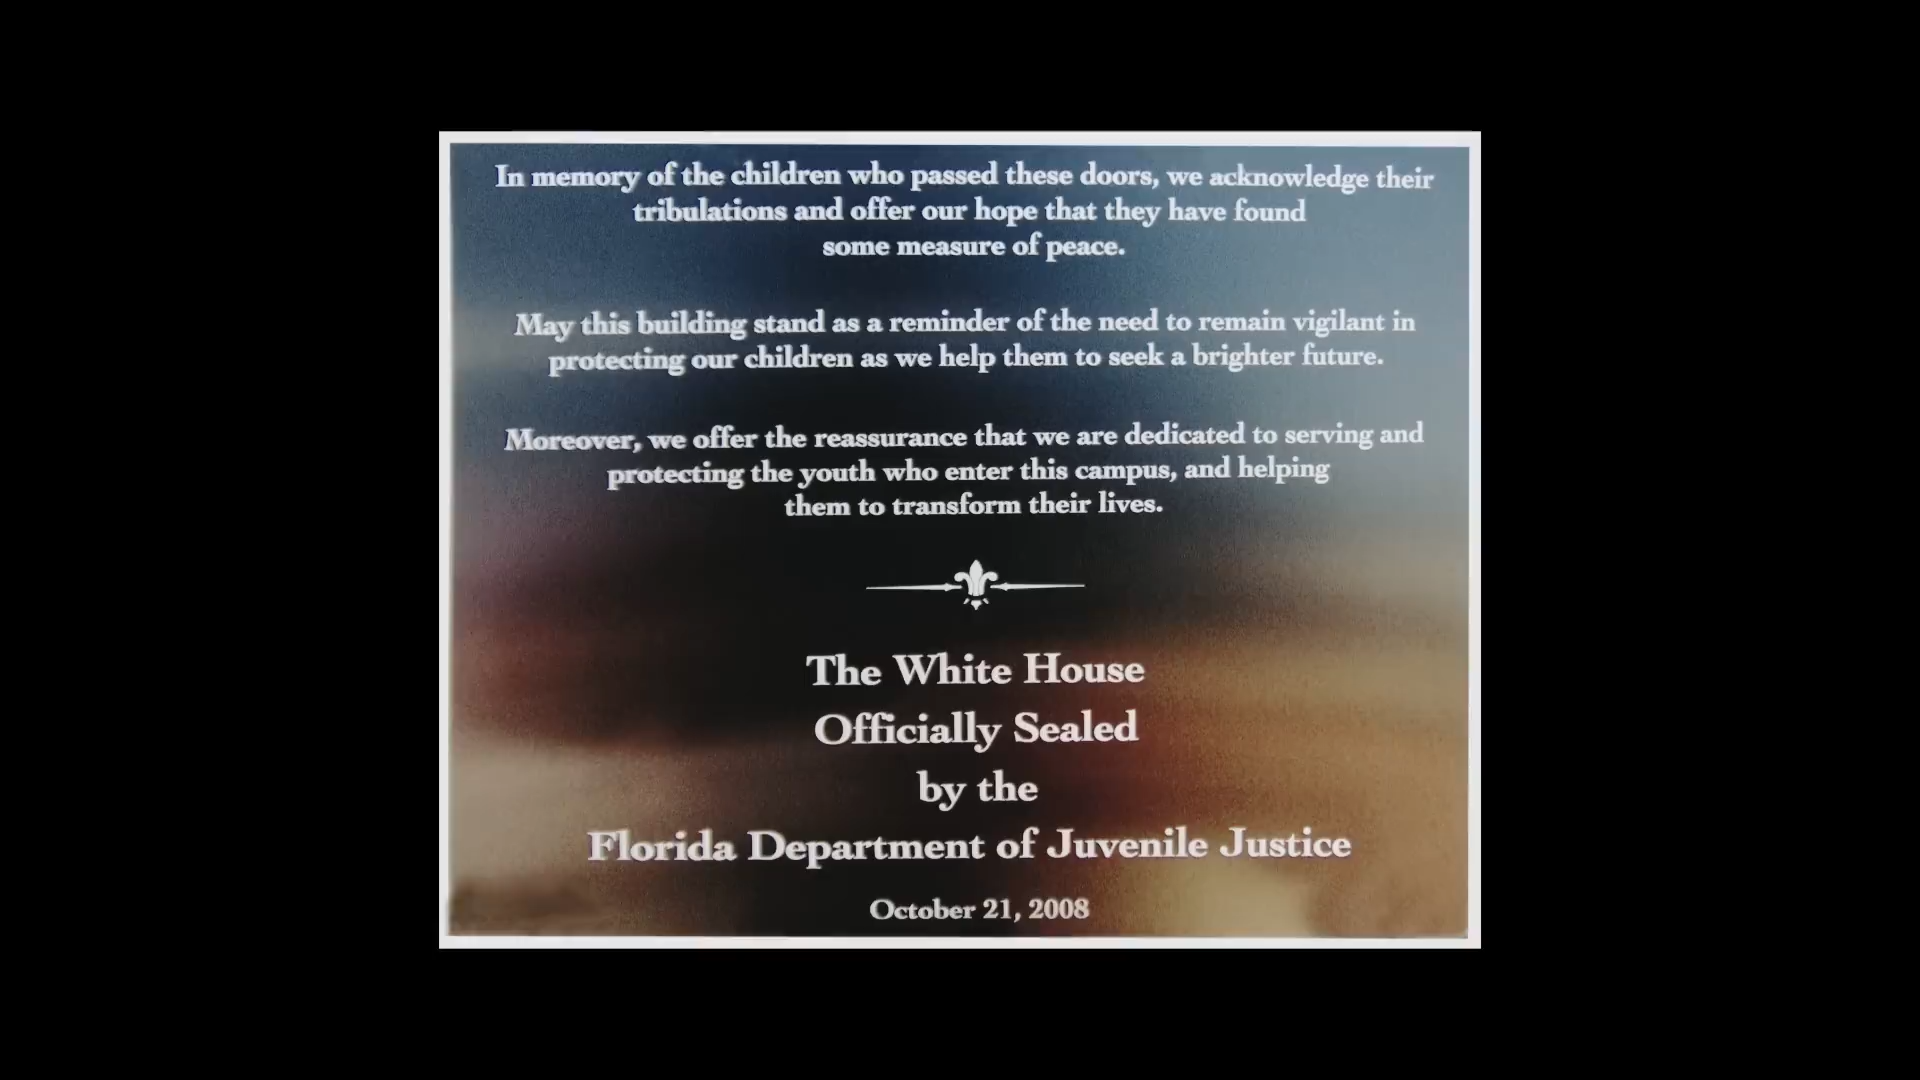 In memory of the children who passed these doors, we acknowledge their
tribulations and offer our hope that they have found
some measure of peace.
May this building stand as a reminder of the need to remain vigilant in
protecting our children as we help them to seek a brighter future.
Moreover, we offer the reassurance that we are dedicated to serving and
protecting the youth who enter this campus, and helping
them to transform their lives.
The White House
Officially Sealed
by the
Florida Department of Juvenile Justice
October 21, 2008